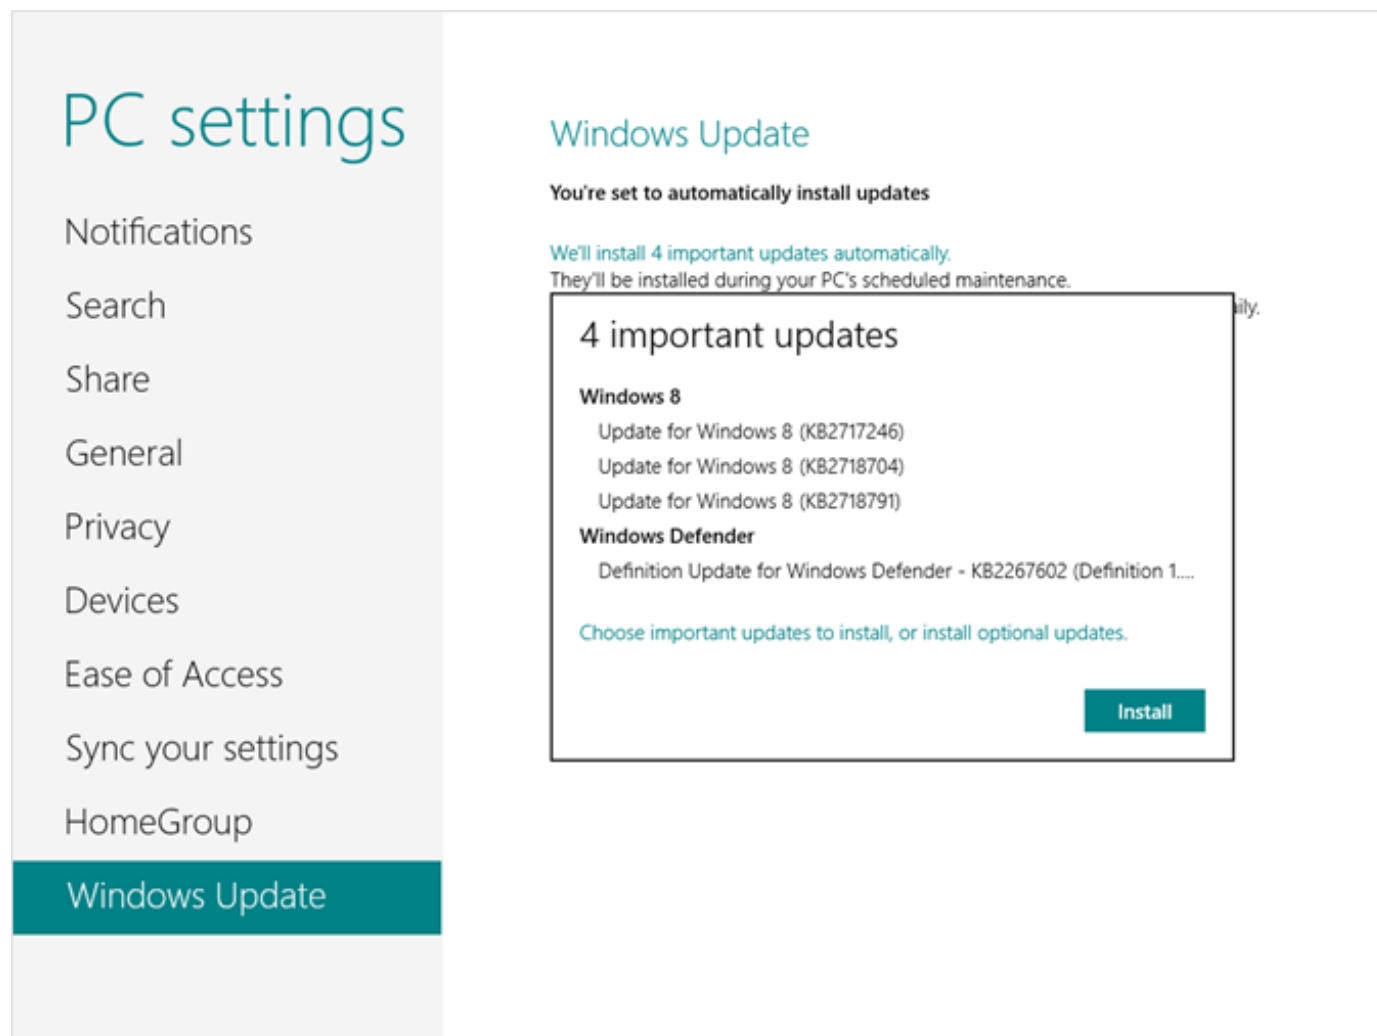 PC settings
Notifications
Search
Share
General
Privacy
Devices
Ease of Access
Sync your settings
HomeGroup
Windows Update
Windows Update
You're set to automatically install updates
We'll install 4 important updates automatically.
They'll be installed during your PC's scheduled maintenance.
4 important updates
Windows 8
Update for Windows 8 (KB2717246)
Update for Windows 8 (KB2718704)
Update for Windows 8 (KB2718791)
Windows Defender
Definition Update for Windows Defender - KB2267602 (Definition 1....
Choose important updates to install, or install optional updates.
Install